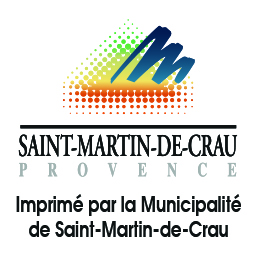 SAINT-MARTIN-DE-CRAU
PROVENCE
Imprimé par la Municipalité
de Saint-Martin-de-Crau